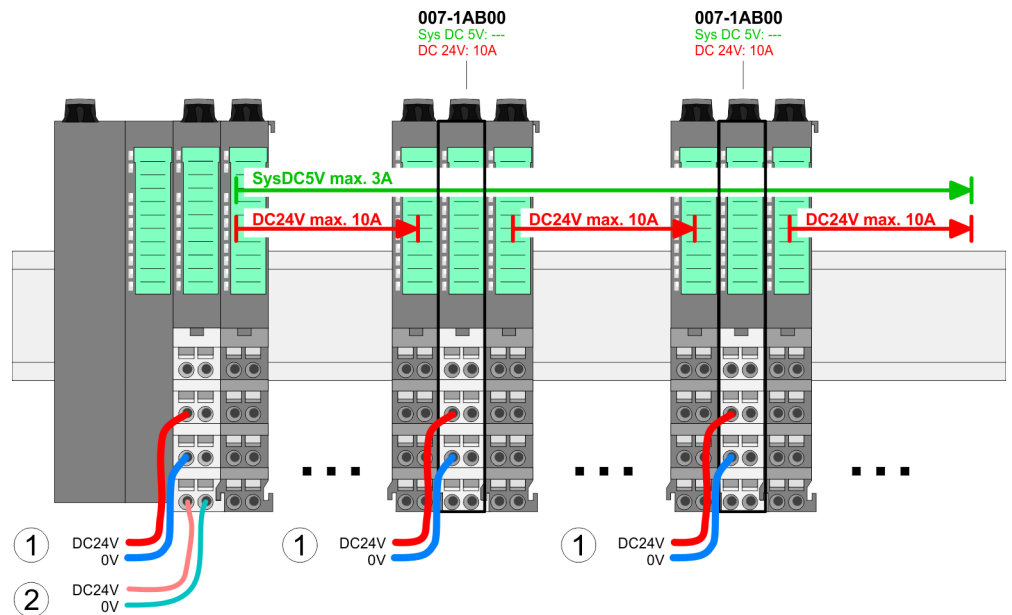 007-1AB00
Sys DC 5V: ---
DC 24V: 10A
007-1AB00
Sys DC 5V: ---
DC 24V: 10A
SysDC5V max. 3A
DC24V max. 10A
DC24V max. 10A
DC24V max. 10A
1
DC24V
0V
1
DC24V
0V
1
DC24V
0V
2
DC24V
0V